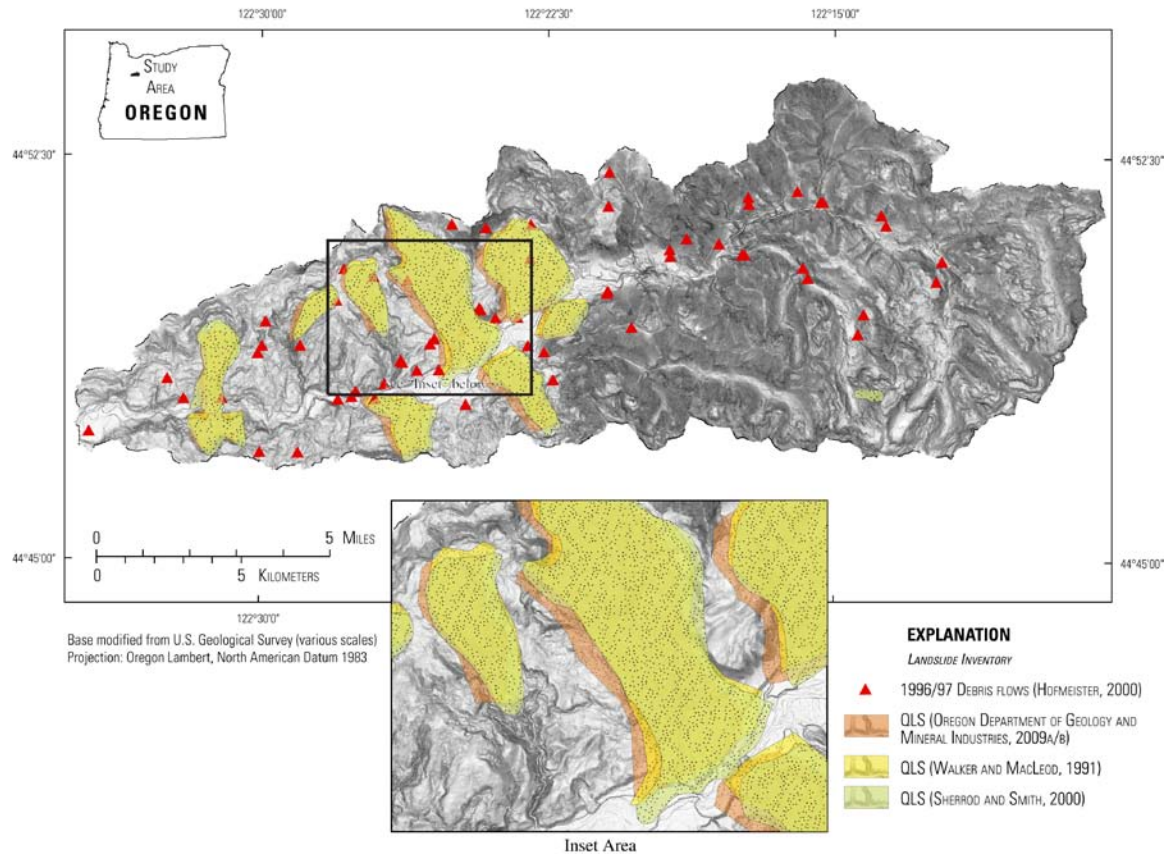 122°30'00"
122°22'30"
122°15'00"
STUDY
AREA
OREGON
44°52'30"
44°52'30"
Inset below
0
5 MILES
0
5
KILOMETERS
44°45'00"
44°45'00"
122°30'0"
Base modified from U.S. Geological Survey (various scales)
Projection: Oregon Lambert, North American Datum 1983
EXPLANATION
LANDSLIDE INVENTORY
1996/97 DEBRIS FLOWS (HOFMEISTER, 2000)
QLS (OREGON DEPARTMENT OF GEOLOGY AND
MINERAL INDUSTRIES, 2009A/B)
QLS (WALKER AND MACLEOD, 1991)
QLS (SHERROD AND SMITH, 2000)
Inset Area